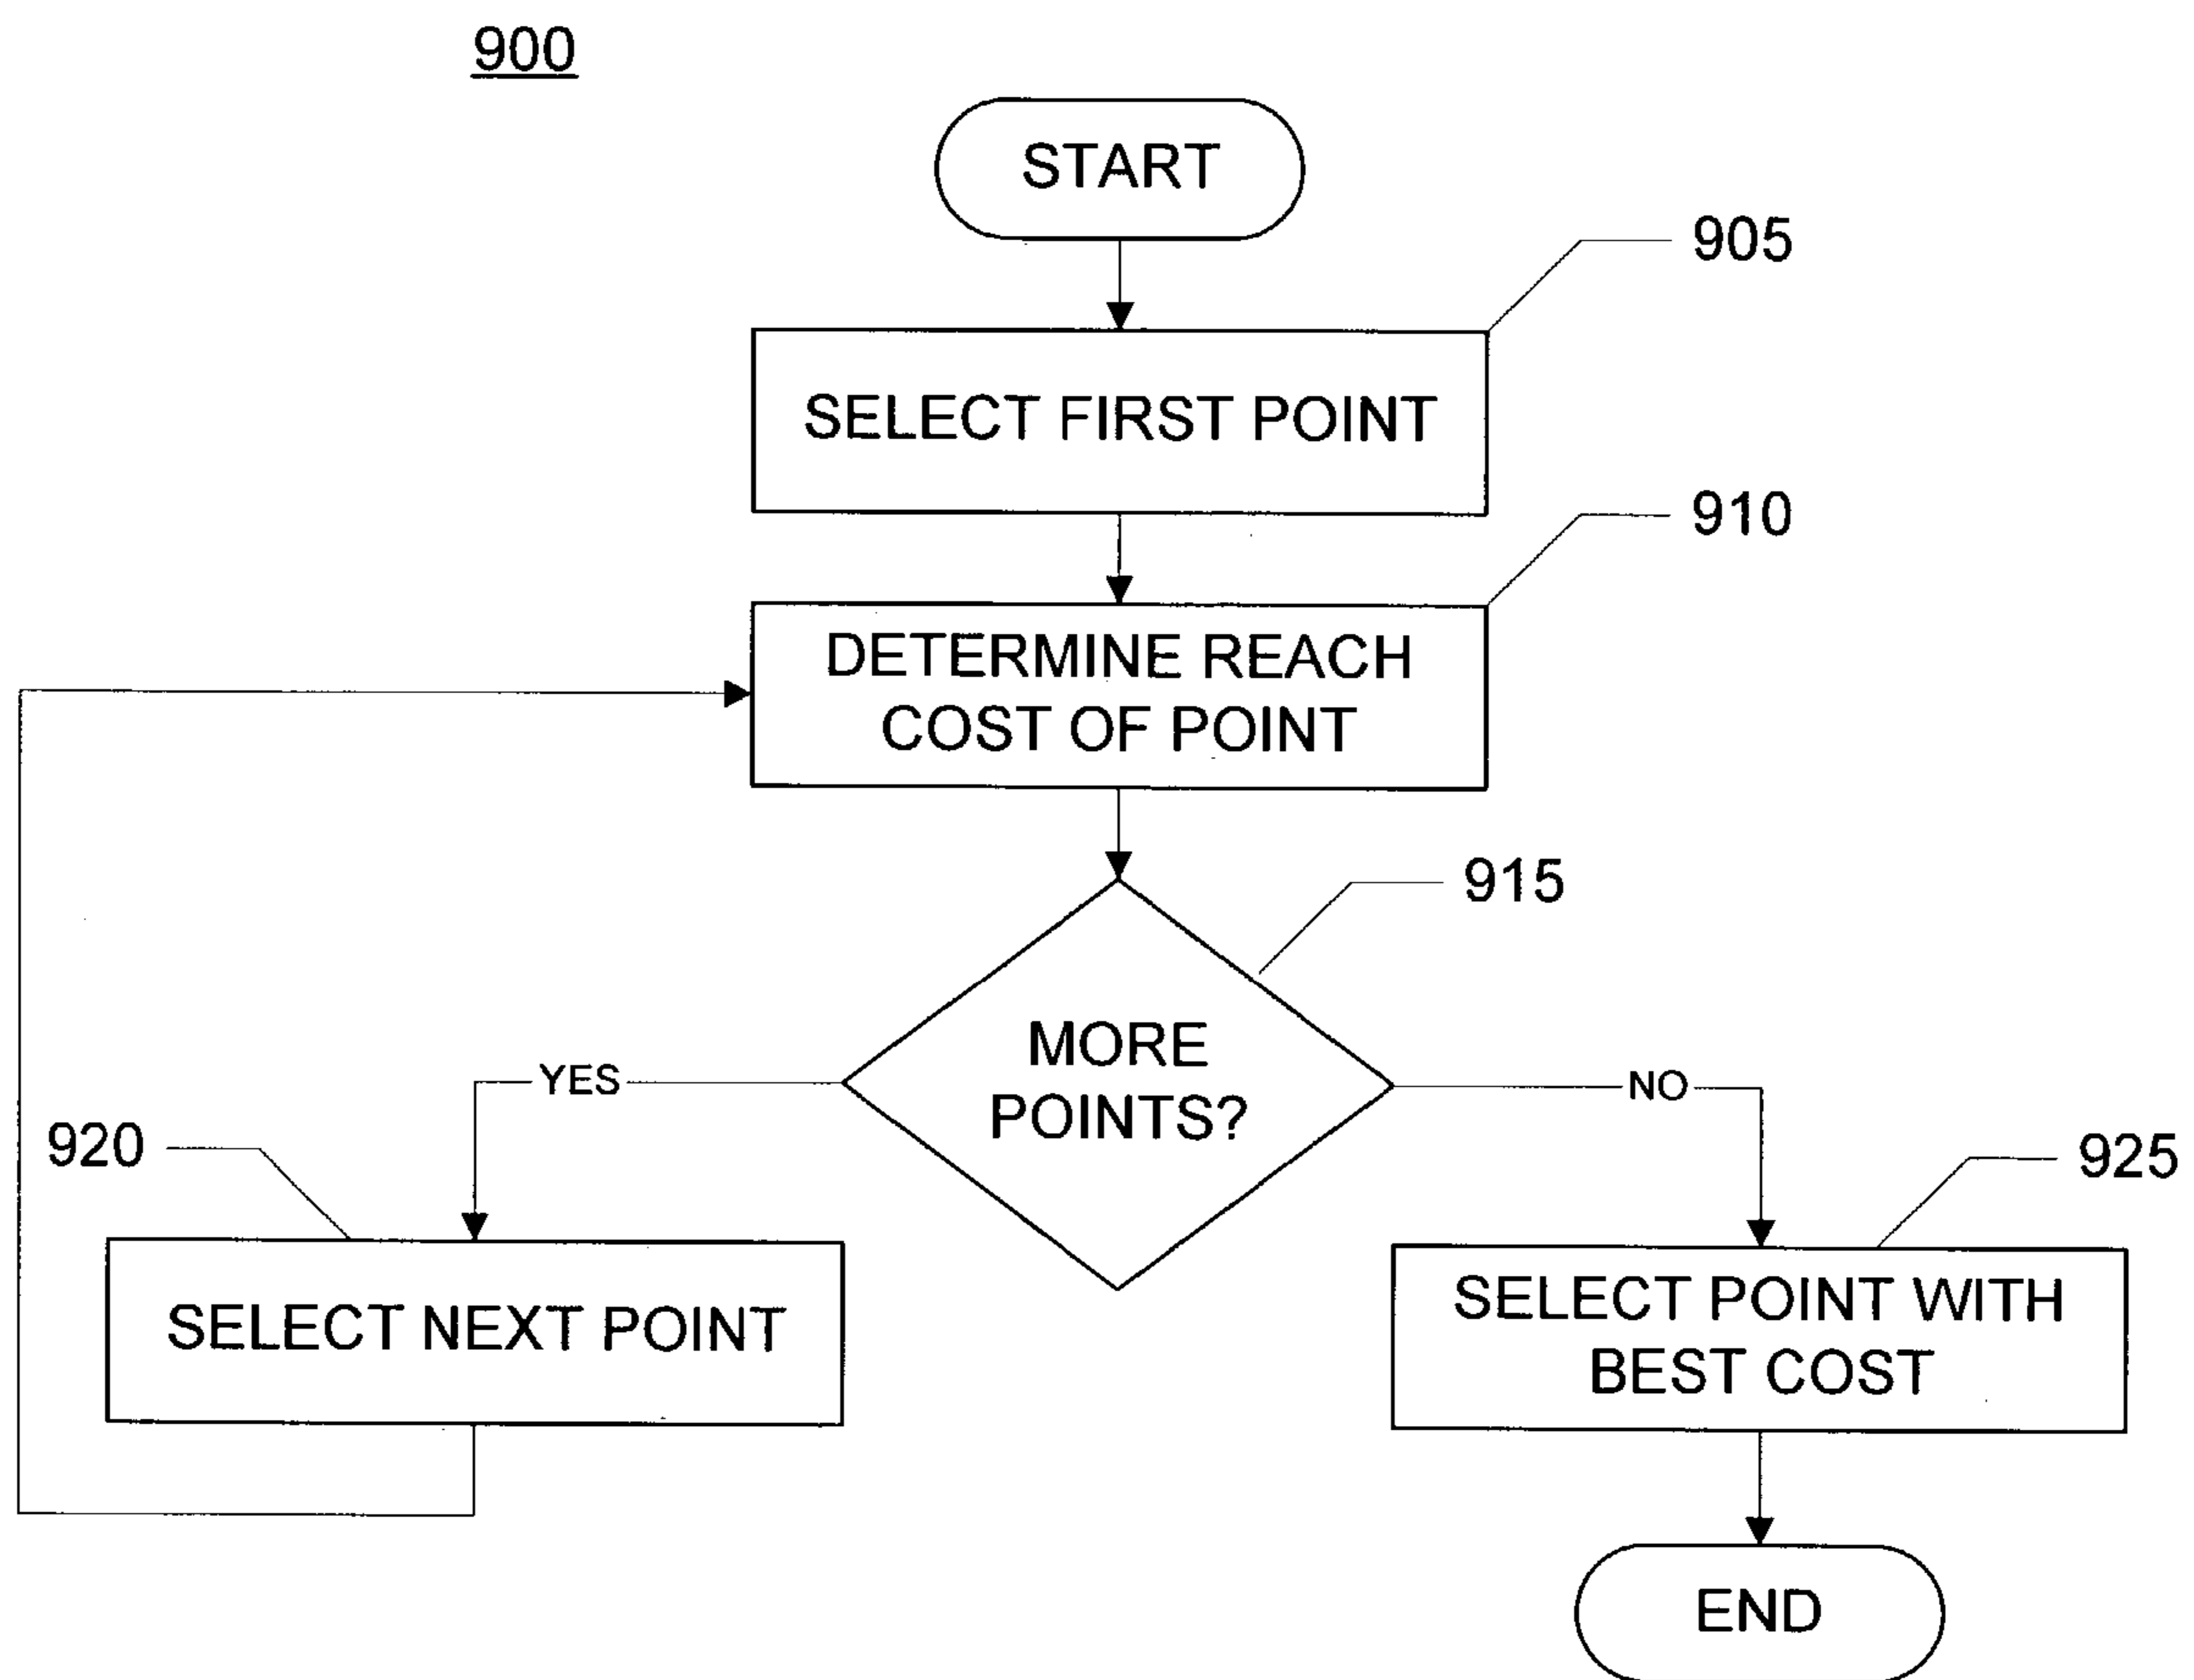 900
START
905
SELECT FIRST POINT
910
DETERMINE REACH
COST OF POINT
915
MORE
POINTS?
YES
NO
920
925
SELECT NEXT POINT
SELECT POINT WITH
BEST COST
END